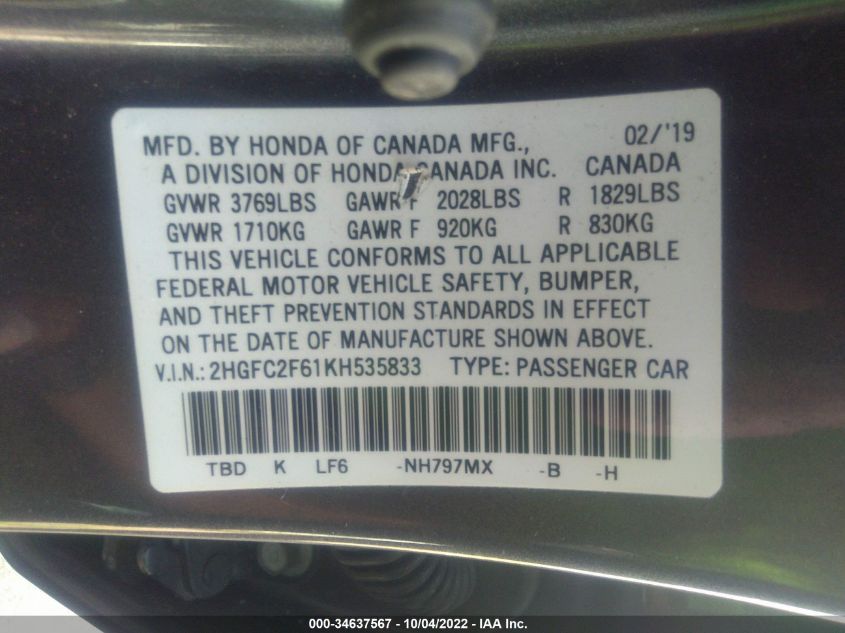 MFD. BY HONDA OF CANADA MFG., 02/'19
A DIVISION OF HONDA CANADA INC. CANADA
GVWR 3769LBS GAWR F 2028LBS R 1829LBS
GVWR 1710KG GAWR F 920KG R 830KG
THIS VEHICLE CONFORMS TO ALL APPLICABLE
FEDERAL MOTOR VEHICLE SAFETY, BUMPER,
AND THEFT PREVENTION STANDARDS IN EFFECT
ON THE DATE OF MANUFACTURE SHOWN ABOVE.
V.I.N.: 2HGFC2F61KH535833 TYPE: PASSENGER CAR
TBD K LF6 -NH797MX -B -H
000-34637567 - 10/04/2022 - IAA Inc.